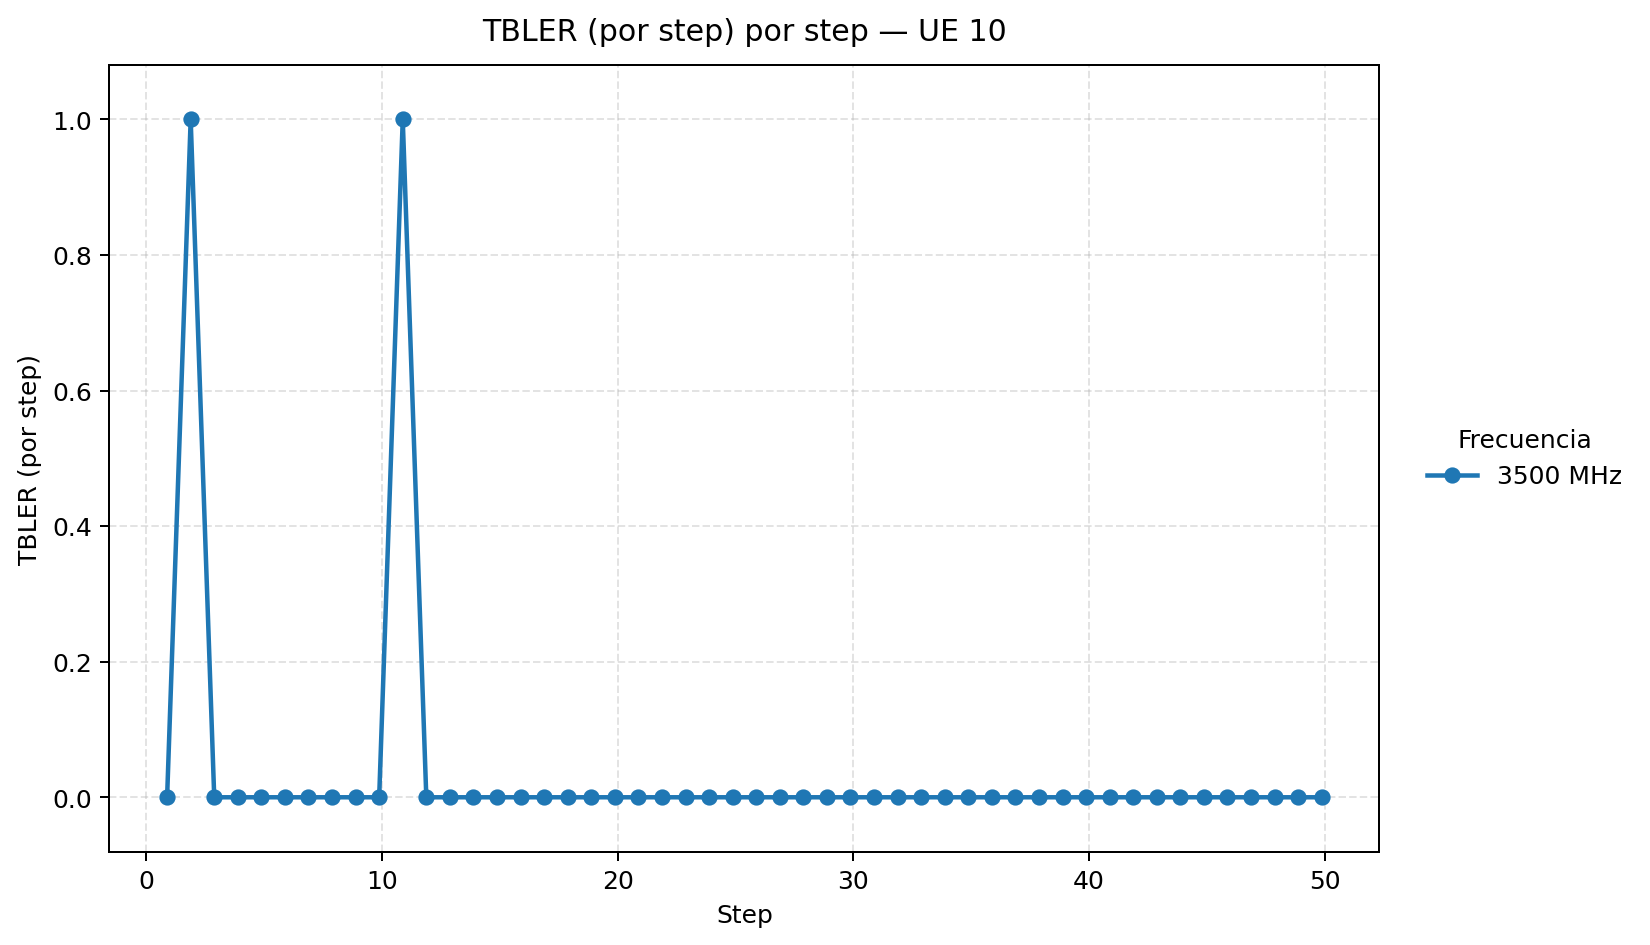 TBLER (por step) por step — UE 10
TBLER (por step)
1.0
0.8
0.6
0.4
0.2
0.0
0 10 20 30 40 50
Step
Frecuencia
3500 MHz